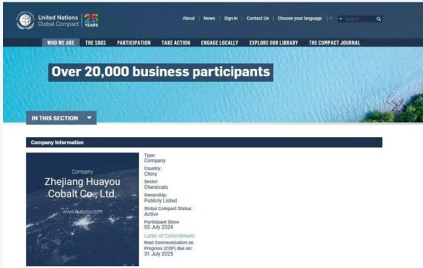 United Nations
Global Compact
25
YEARS
About | News | Sign In | Contact Us | Choose your language
Search
WHO WE ARE THE SDGS PARTICIPATION TAKE ACTION ENGAGE LOCALLY EXPLORE OUR LIBRARY THE COMPACT JOURNAL
Over 20,000 business participants
IN THIS SECTION
Company Information
Company
Zhejiang Huayou
Cobalt Co., Ltd.
www.huayou.com
Type:
Company
Country:
China
Sector:
Chemicals
Ownership:
Publicly Listed
Global Compact Status:
Active
Participant Since
02 July 2024
Letter of Commitment
Next Communication on
Progress (COP) due on:
31 July 2025